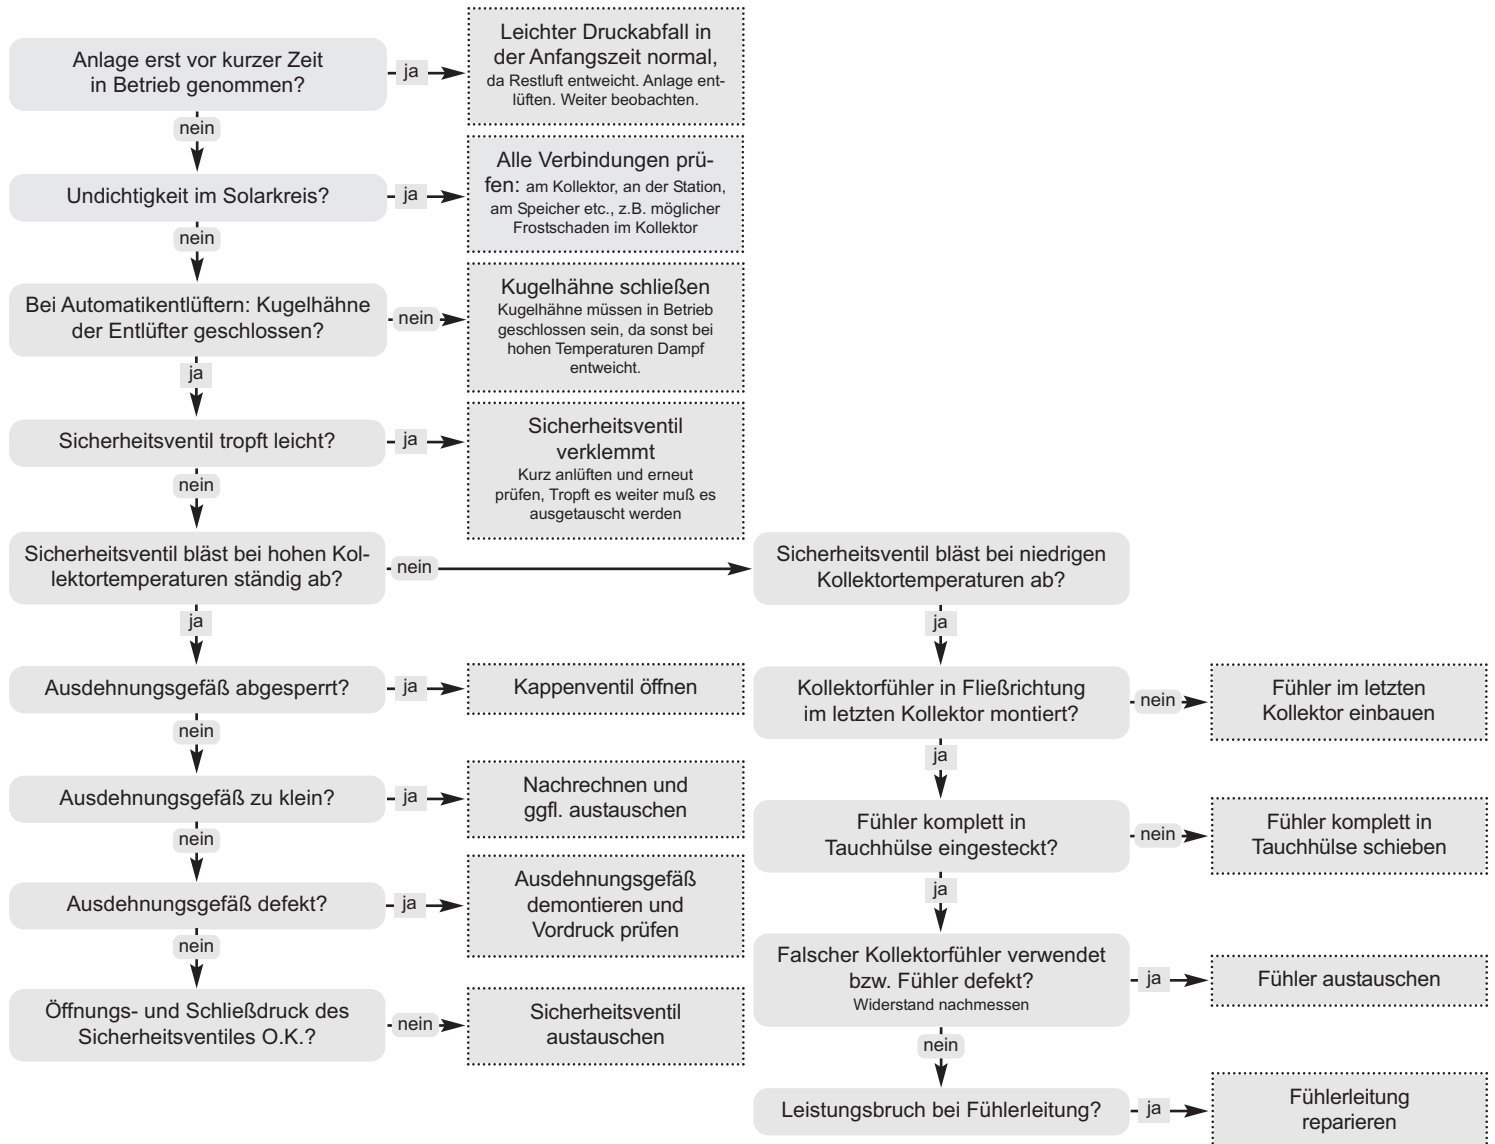 Anlage erst vor kurzer Zeit
in Betrieb genommen?
ja
Leichter Druckabfall in
der Anfangszeit normal,
da Restluft entweicht. Anlage ent-
lüften. Weiter beobachten.
nein
Undichtigkeit im Solarkreis?
ja
Alle Verbindungen prü-
fen: am Kollektor, an der Station,
am Speicher etc., z.B. möglicher
Frostschaden im Kollektor
nein
Bei Automatikentlüftern: Kugelhähne
der Entlüfter geschlossen?
nein
Kugelhähne schließen
Kugelhähne müssen in Betrieb
geschlossen sein, da sonst bei
hohen Temperaturen Dampf
entweicht.
ja
Sicherheitsventil tropft leicht?
ja
Sicherheitsventil
verklemmt
Kurz anlüften und erneut
prüfen, Tropft es weiter muß es
ausgetauscht werden
nein
Sicherheitsventil bläst bei hohen Kol-
lektortemperaturen ständig ab?
nein
Sicherheitsventil bläst bei niedrigen
Kollektortemperaturen ab?
ja
Ausdehnungsgefäß abgesperrt?
ja
Kappenventil öffnen
nein
Ausdehnungsgefäß zu klein?
ja
Nachrechnen und
ggfl. austauschen
nein
Ausdehnungsgefäß defekt?
ja
Ausdehnungsgefäß
demontieren und
Vordruck prüfen
nein
Öffnungs- und Schließdruck des
Sicherheitsventiles O.K.?
nein
Sicherheitsventil
austauschen
ja
Kollektorfühler in Fließrichtung
im letzten Kollektor montiert?
nein
Fühler im letzten
Kollektor einbauen
ja
Fühler komplett in
Tauchhülse eingesteckt?
nein
Fühler komplett in
Tauchhülse schieben
ja
Falscher Kollektorfühler verwendet
bzw. Fühler defekt?
Widerstand nachmessen
ja
Fühler austauschen
nein
Leistungsbruch bei Fühlerleitung?
ja
Fühlerleitung
reparieren